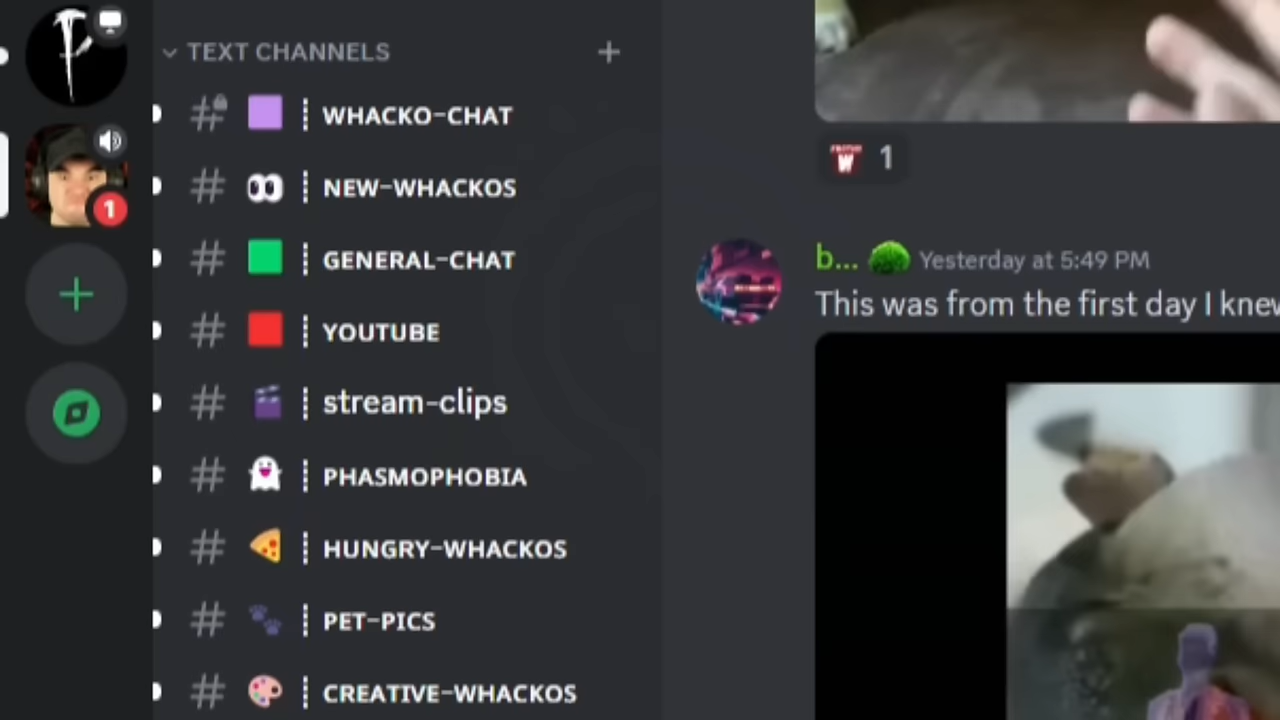 TEXT CHANNELS
WHACKO-CHAT
NEW-WHACKOS
GENERAL-CHAT
YOUTUBE
stream-clips
PHASMOPHOBIA
HUNGRY-WHACKOS
PET-PICS
CREATIVE-WHACKOS
1
W 1
b... Yesterday at 5:49 PM
This was from the first day I knew